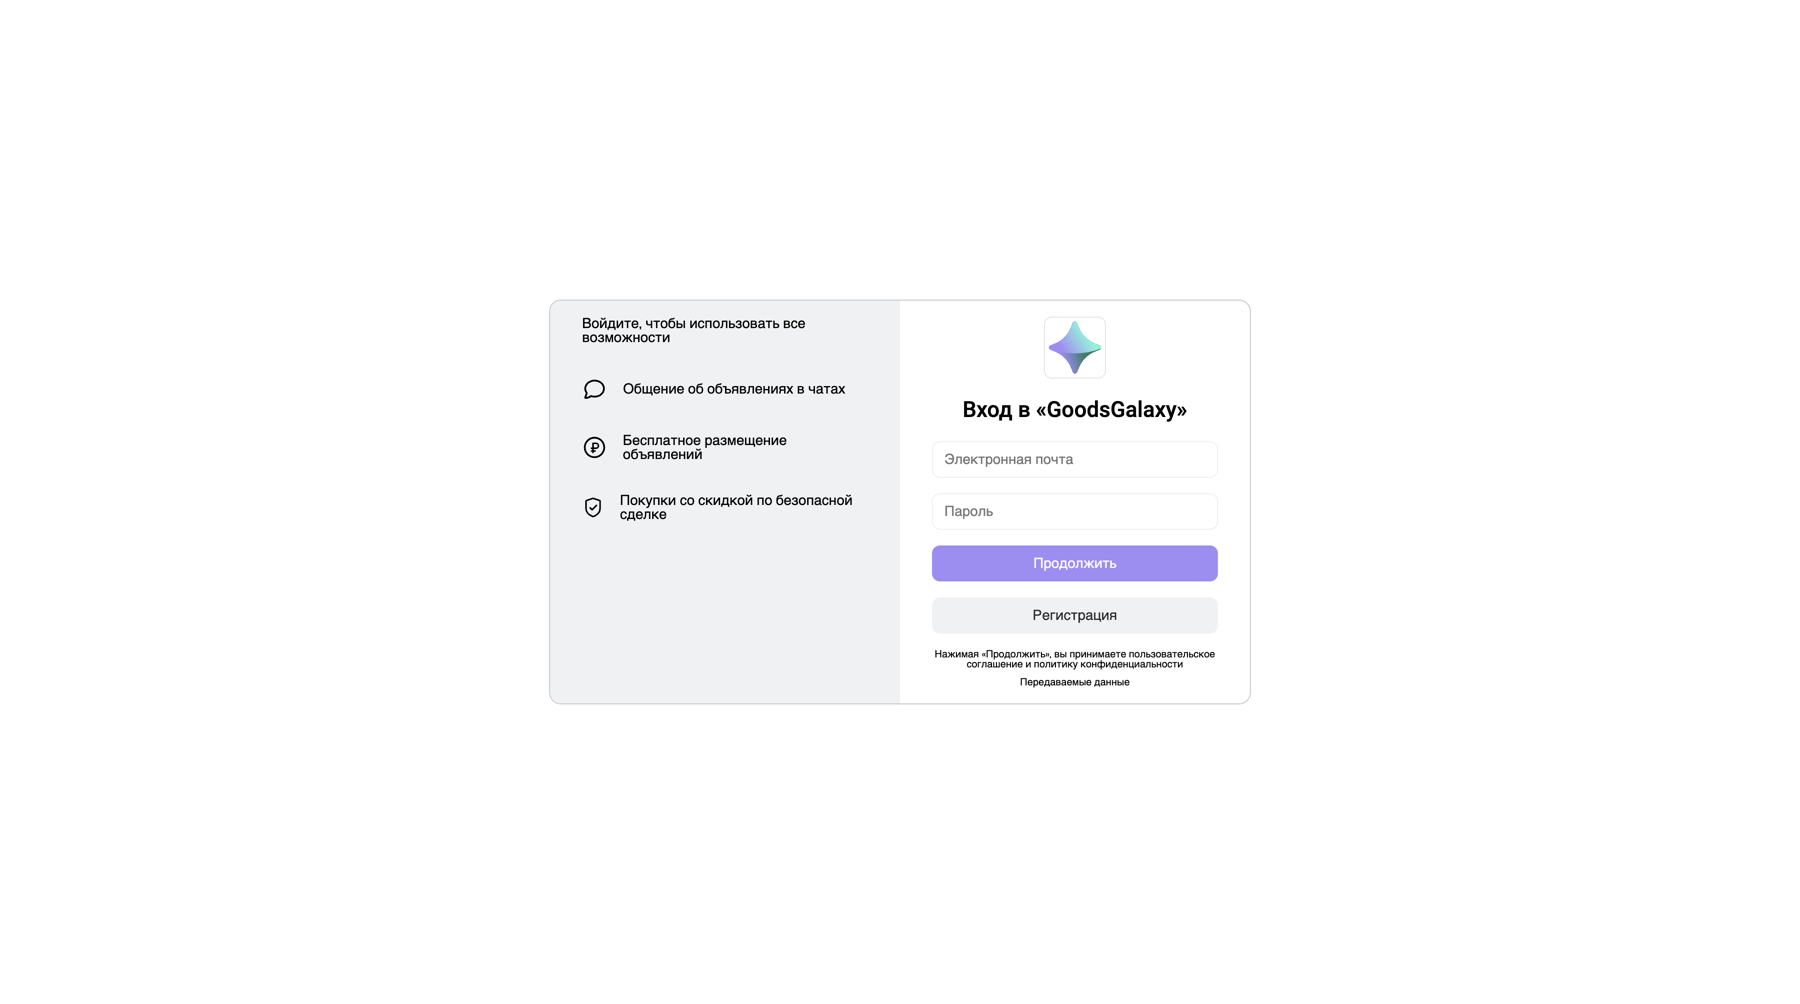 Войдите, чтобы использовать все
возможности
Общение об объявлениях в чатах
Бесплатное размещение
объявлений
Покупки со скидкой по безопасной
сделке
Вход в «GoodsGalaxy»
Электронная почта
Пароль
Продолжить
Регистрация
Нажимая «Продолжить», вы принимаете пользовательское
соглашение и политику конфиденциальности
Передаваемые данные